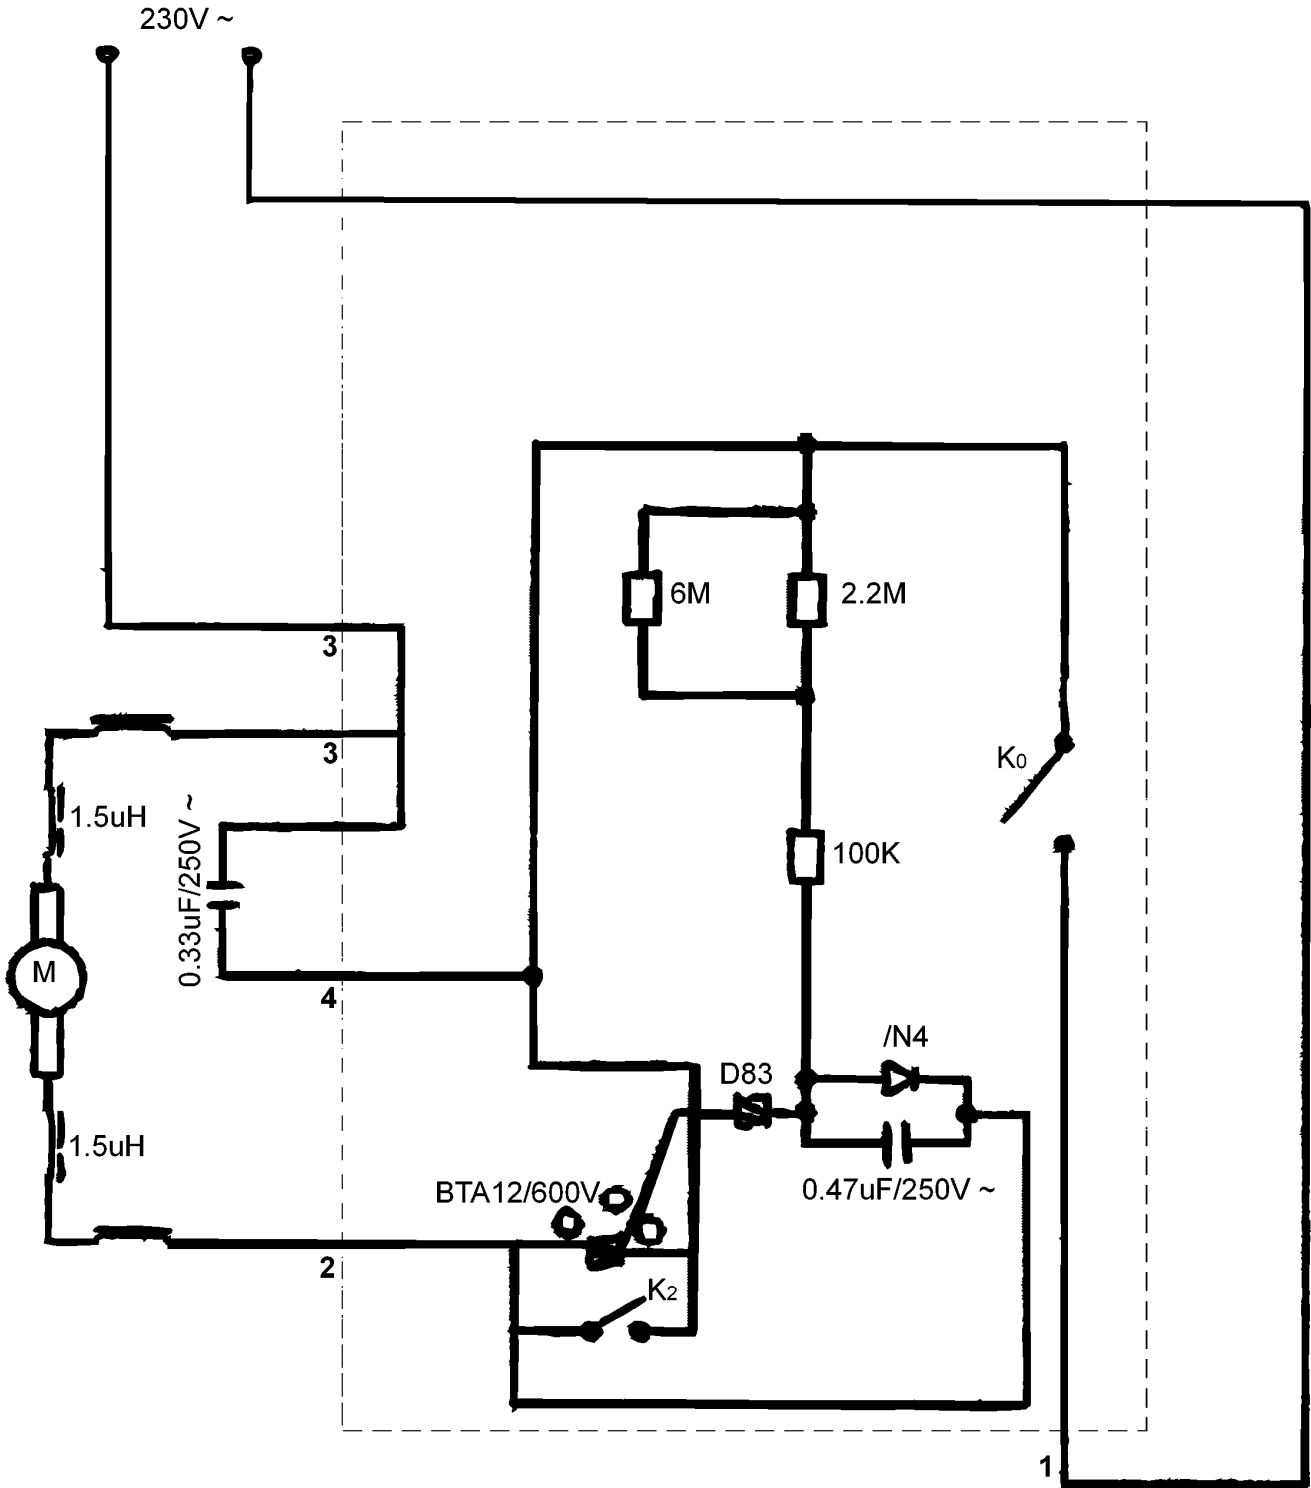 230V ~
6M
2.2M
3
K0
3
1.5uH
0.33uF/250V ~
100K
M
4
/N4
D83
1.5uH
BTA12/600V
0.47uF/250V ~
2
K2
1